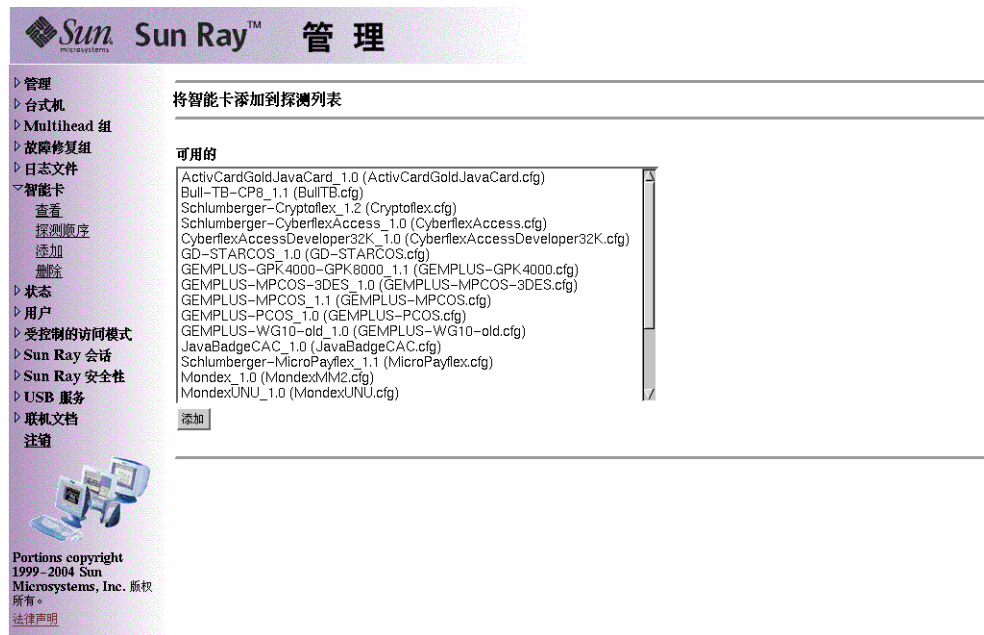 Sun
microsystems
Sun Ray™ 管 理
管理
台式机
Multihead 组
故障修复组
日志文件
智能卡
查看
探测顺序
添加
删除
状态
用户
受控制的访问模式
Sun Ray 会话
Sun Ray 安全性
USB 服务
联机文档
注销
Portions copyright
1999-2004 Sun
Microsystems, Inc. 版权
所有。
法律声明
将智能卡添加到探测列表
可用的
ActivCardGoldJavaCard_1.0 (ActivCardGoldJavaCard.cfg)
Bull-TB-CP8_1.1 (BullTB.cfg)
Schlumberger-Cryptoflex_1.2 (Cryptoflex.cfg)
Schlumberger-CyberflexAccess_1.0 (CyberflexAccess.cfg)
CyberflexAccessDeveloper32K_1.0 (CyberflexAccessDeveloper32K.cfg)
GD-STARCOS_1.0 (GD-STARCOS.cfg)
GEMPLUS-GPK4000-GPK8000_1.1 (GEMPLUS-GPK4000.cfg)
GEMPLUS-MPCOS-3DES_1.0 (GEMPLUS-MPCOS-3DES.cfg)
GEMPLUS-MPCOS_1.1 (GEMPLUS-MPCOS.cfg)
GEMPLUS-PCOS_1.0 (GEMPLUS-PCOS.cfg)
GEMPLUS-WG10-old_1.0 (GEMPLUS-WG10-old.cfg)
JavaBadgeCAC_1.0 (JavaBadgeCAC.cfg)
Schlumberger-MicroPayflex_1.1 (MicroPayflex.cfg)
Mondex_1.0 (MondexMM2.cfg)
MondexUNU_1.0 (MondexUNU.cfg)
添加